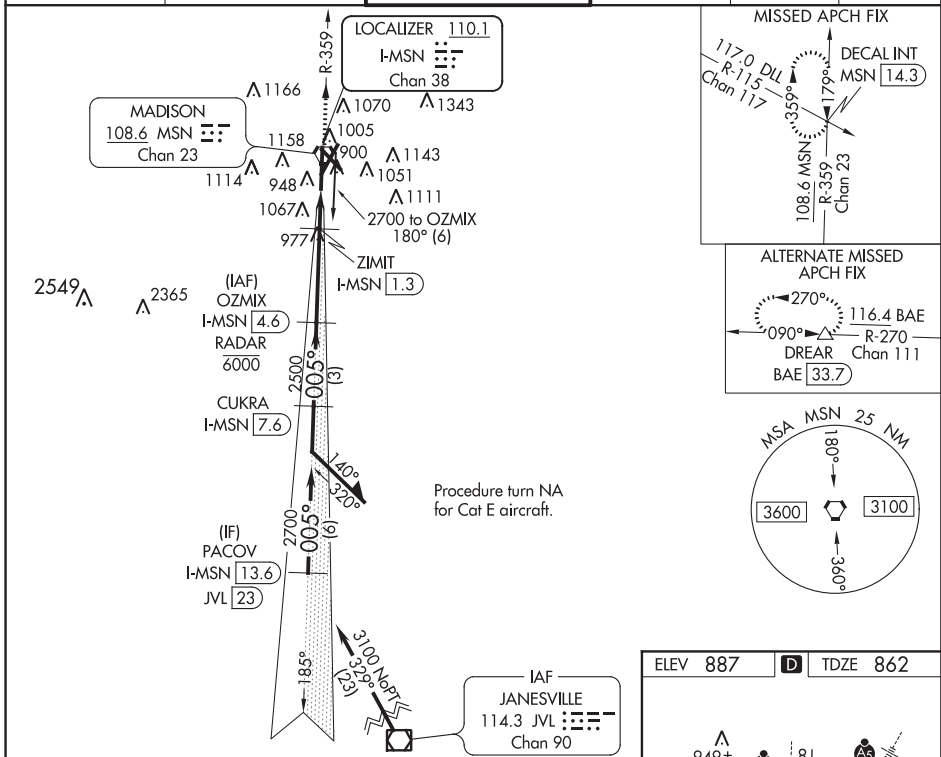 LOCALIZER 110.1
I-MSN
Chan 38
R-359
MADISON
108.6 MSN
Chan 23
1166
1070
1343
1005
1158
900
1143
1114
948
1051
1111
1067
2700 to OZMIX
180° (6)
977
ZIMIT
I-MSN 1.3
2549
2365
(IAF)
OZMIX
I-MSN 4.6
RADAR
6000
2500
005°
(3)
CUKRA
I-MSN 7.6
140°
320°
Procedure turn NA
for Cat E aircraft.
2700
005°
(6)
(IF)
PACOV
I-MSN 13.6
JVL 23
185°
3100 NoPT
329°
(23)
IAF
JANESVILLE
114.3 JVL
Chan 90
MISSED APCH FIX
117.0 DLL
R-115
Chan 117
DECAL INT
MSN 14.3
359°
179°
108.6 MSN
R-359
Chan 23
ALTERNATE MISSED
APCH FIX
270°
090°
116.4 BAE
R-270
Chan 111
DREAR
BAE 33.7
MSA MSN 25 NM
180°
3600
3100
360°
ELEV 887
D
TDZE 862
A5